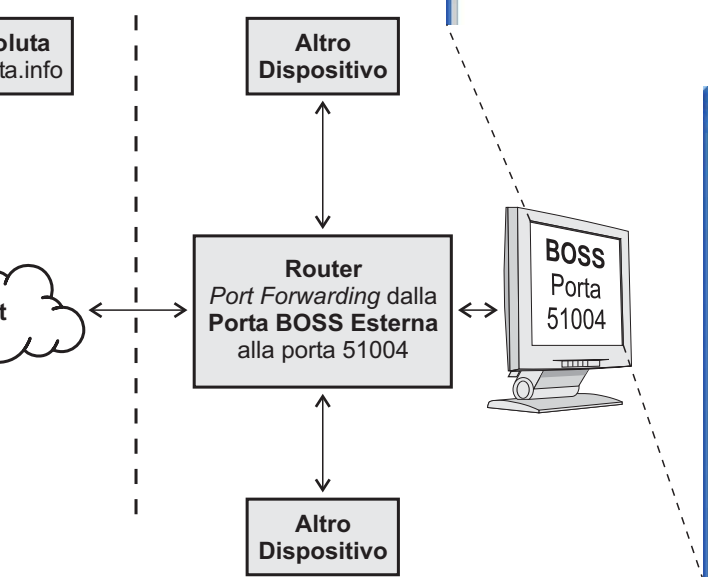 oluta
ta.info
Altro
Dispositivo
t
Router
Port Forwarding dalla
Porta BOSS Esterna
alla porta 51004
BOSS
Porta
51004
Altro
Dispositivo